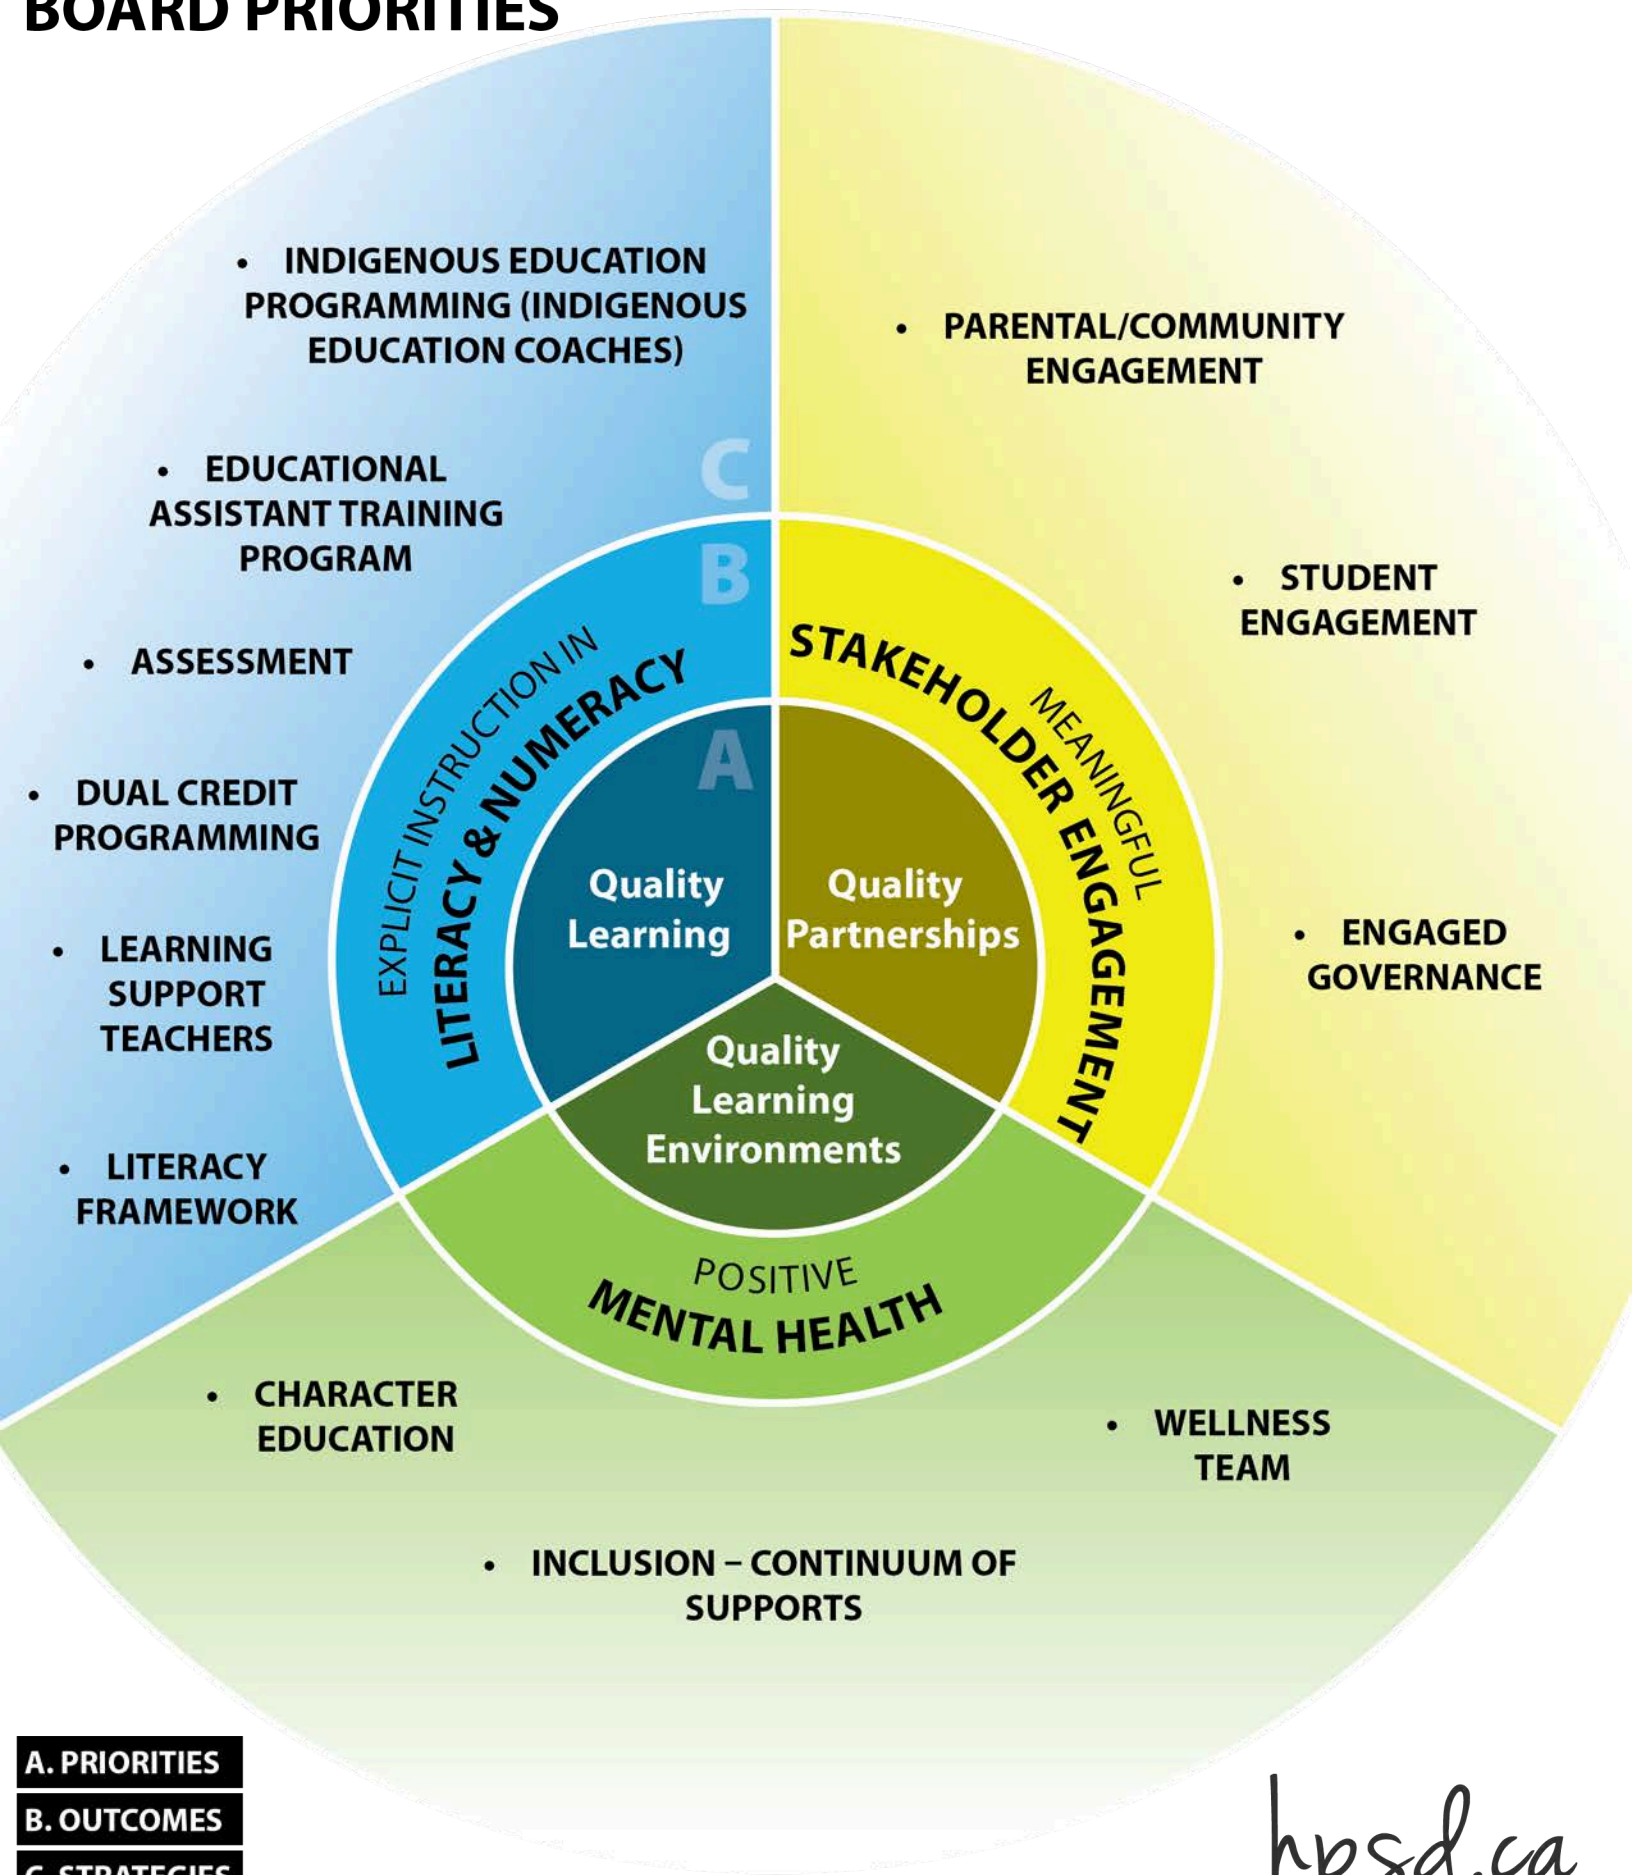 BOARD PRIORITIES
• INDIGENOUS EDUCATION
PROGRAMMING (INDIGENOUS
EDUCATION COACHES)
• EDUCATIONAL
ASSISTANT TRAINING
PROGRAM
• ASSESSMENT
• DUAL CREDIT
PROGRAMMING
• LEARNING
SUPPORT
TEACHERS
• LITERACY
FRAMEWORK
• PARENTAL/COMMUNITY
ENGAGEMENT
• STUDENT
ENGAGEMENT
• ENGAGED
GOVERNANCE
C
B
A
EXPLICIT INSTRUCTION IN
LITERACY & NUMERACY
MEANINGFUL
STAKEHOLDER ENGAGEMENT
Quality
Learning
Quality
Partnerships
Quality
Learning
Environments
POSITIVE
MENTAL HEALTH
• CHARACTER
EDUCATION
• WELLNESS
TEAM
• INCLUSION – CONTINUUM OF
SUPPORTS
A. PRIORITIES
B. OUTCOMES
C. STRATEGIES
hpsd.ca